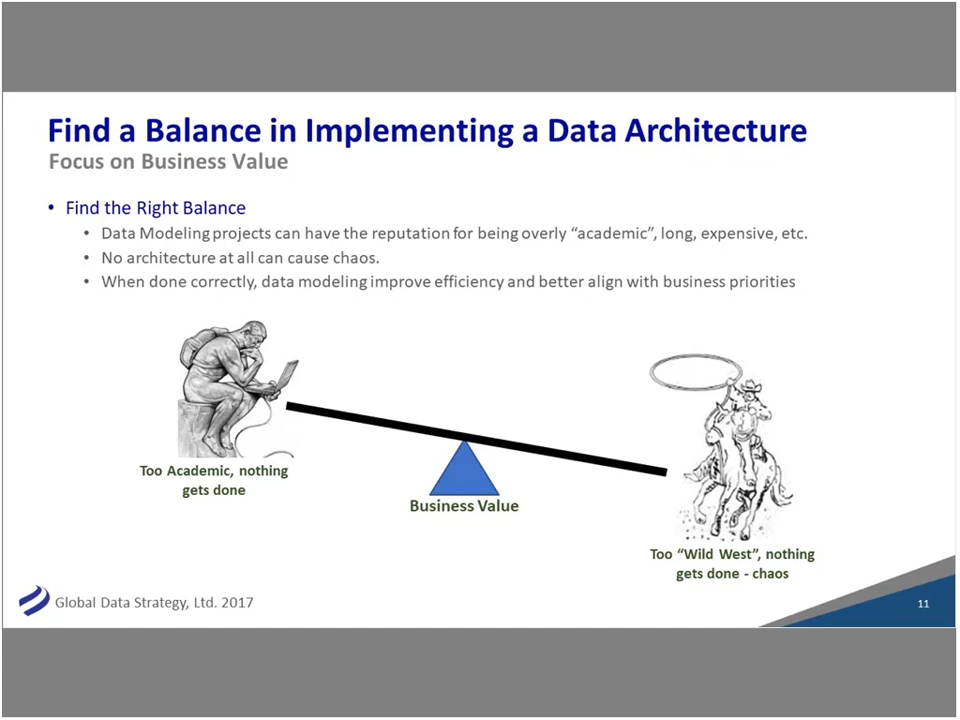 Find a Balance in Implementing a Data Architecture
Focus on Business Value
• Find the Right Balance
• Data Modeling projects can have the reputation for being overly “academic”, long, expensive, etc.
• No architecture at all can cause chaos.
• When done correctly, data modeling improve efficiency and better align with business priorities
Too Academic, nothing
gets done
Business Value
Too “Wild West”, nothing
gets done - chaos
Global Data Strategy, Ltd. 2017
11